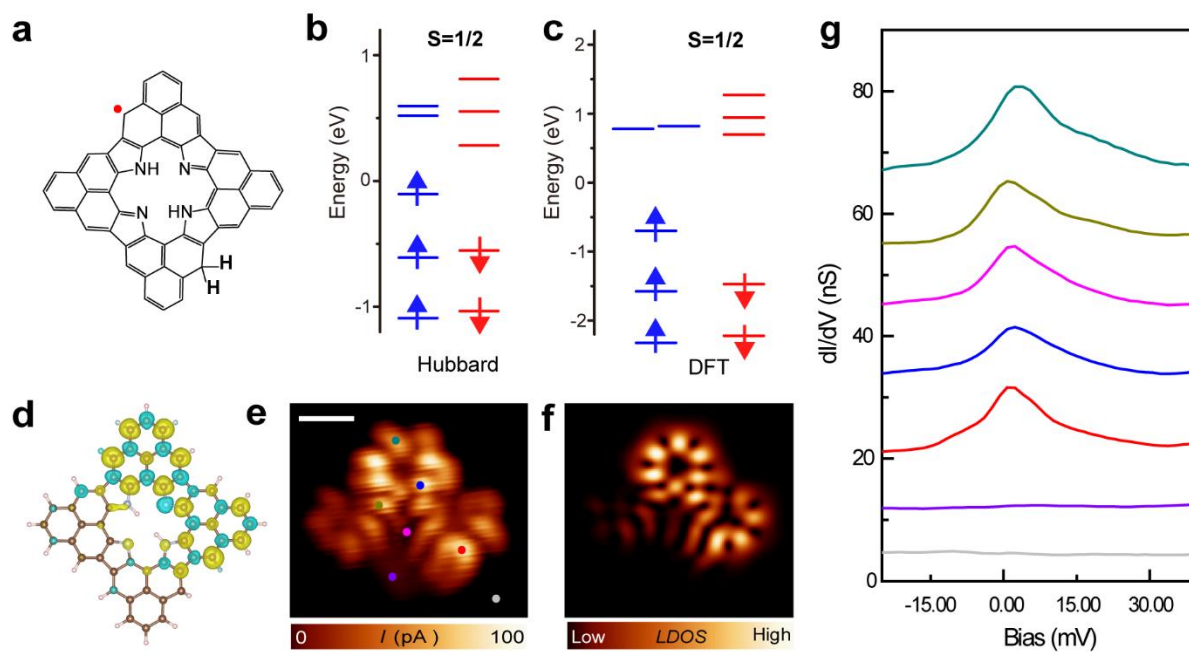 a
NH
N
N
HN
H
H
b
S=1/2
Energy (eV)
1
0
-1
Hubbard
c
S=1/2
Energy (eV)
2
1
0
-1
-2
DFT
d
e
0 I (pA) 100
f
Low LDOS High
g
dI/dV (nS)
80
60
40
20
0
-15.00 0.00 15.00 30.00
Bias (mV)